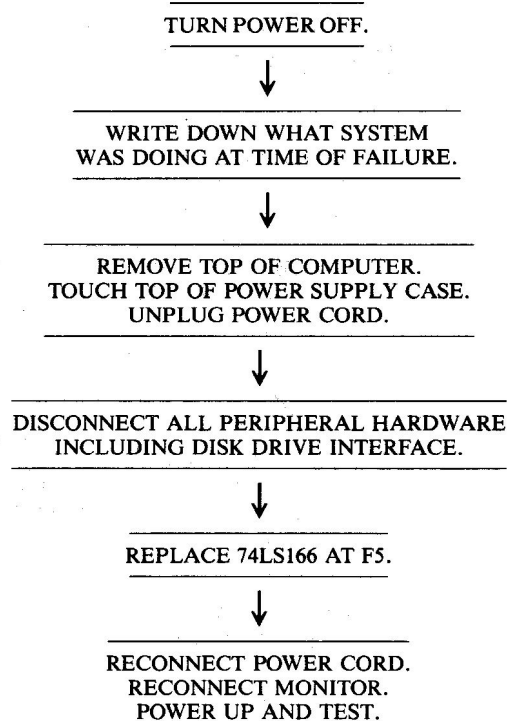 TURN POWER OFF.
WRITE DOWN WHAT SYSTEM
WAS DOING AT TIME OF FAILURE.
REMOVE TOP OF COMPUTER.
TOUCH TOP OF POWER SUPPLY CASE.
UNPLUG POWER CORD.
DISCONNECT ALL PERIPHERAL HARDWARE
INCLUDING DISK DRIVE INTERFACE.
REPLACE 74LS166 AT F5.
RECONNECT POWER CORD.
RECONNECT MONITOR.
POWER UP AND TEST.